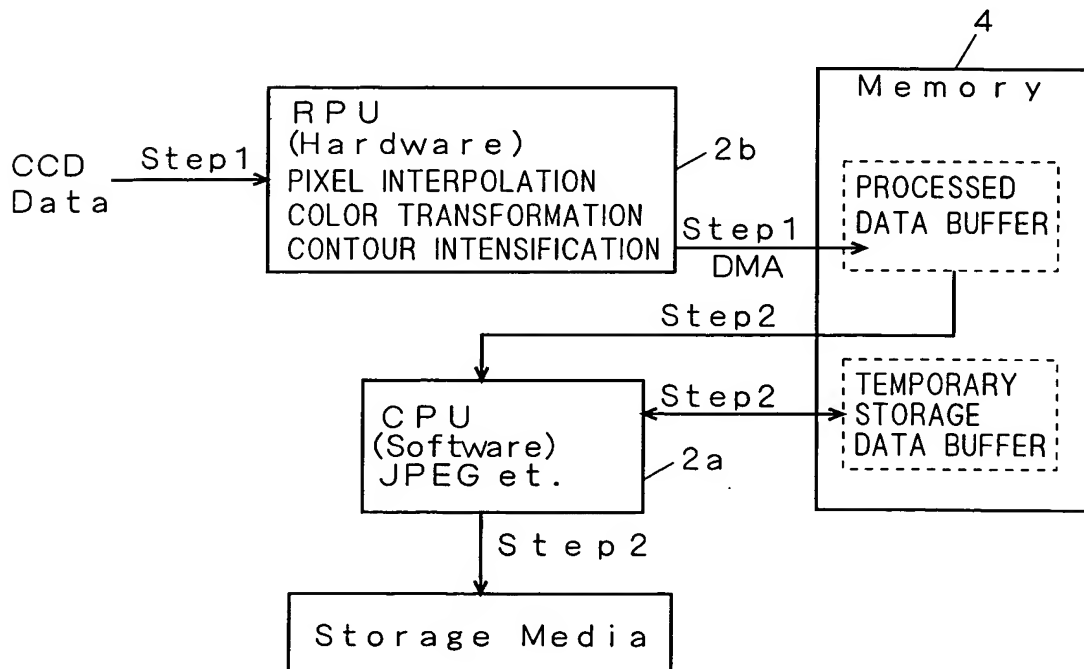 4
Memory
RPU
(Hardware)
PIXEL INTERPOLATION
COLOR TRANSFORMATION
CONTOUR INTENSIFICATION
2b
CCD
Data
Step1
Step1
DMA
PROCESSED
DATA BUFFER
Step2
CPU
(Software)
JPEG et.
2a
Step2
TEMPORARY
STORAGE
DATA BUFFER
Step2
Storage Media